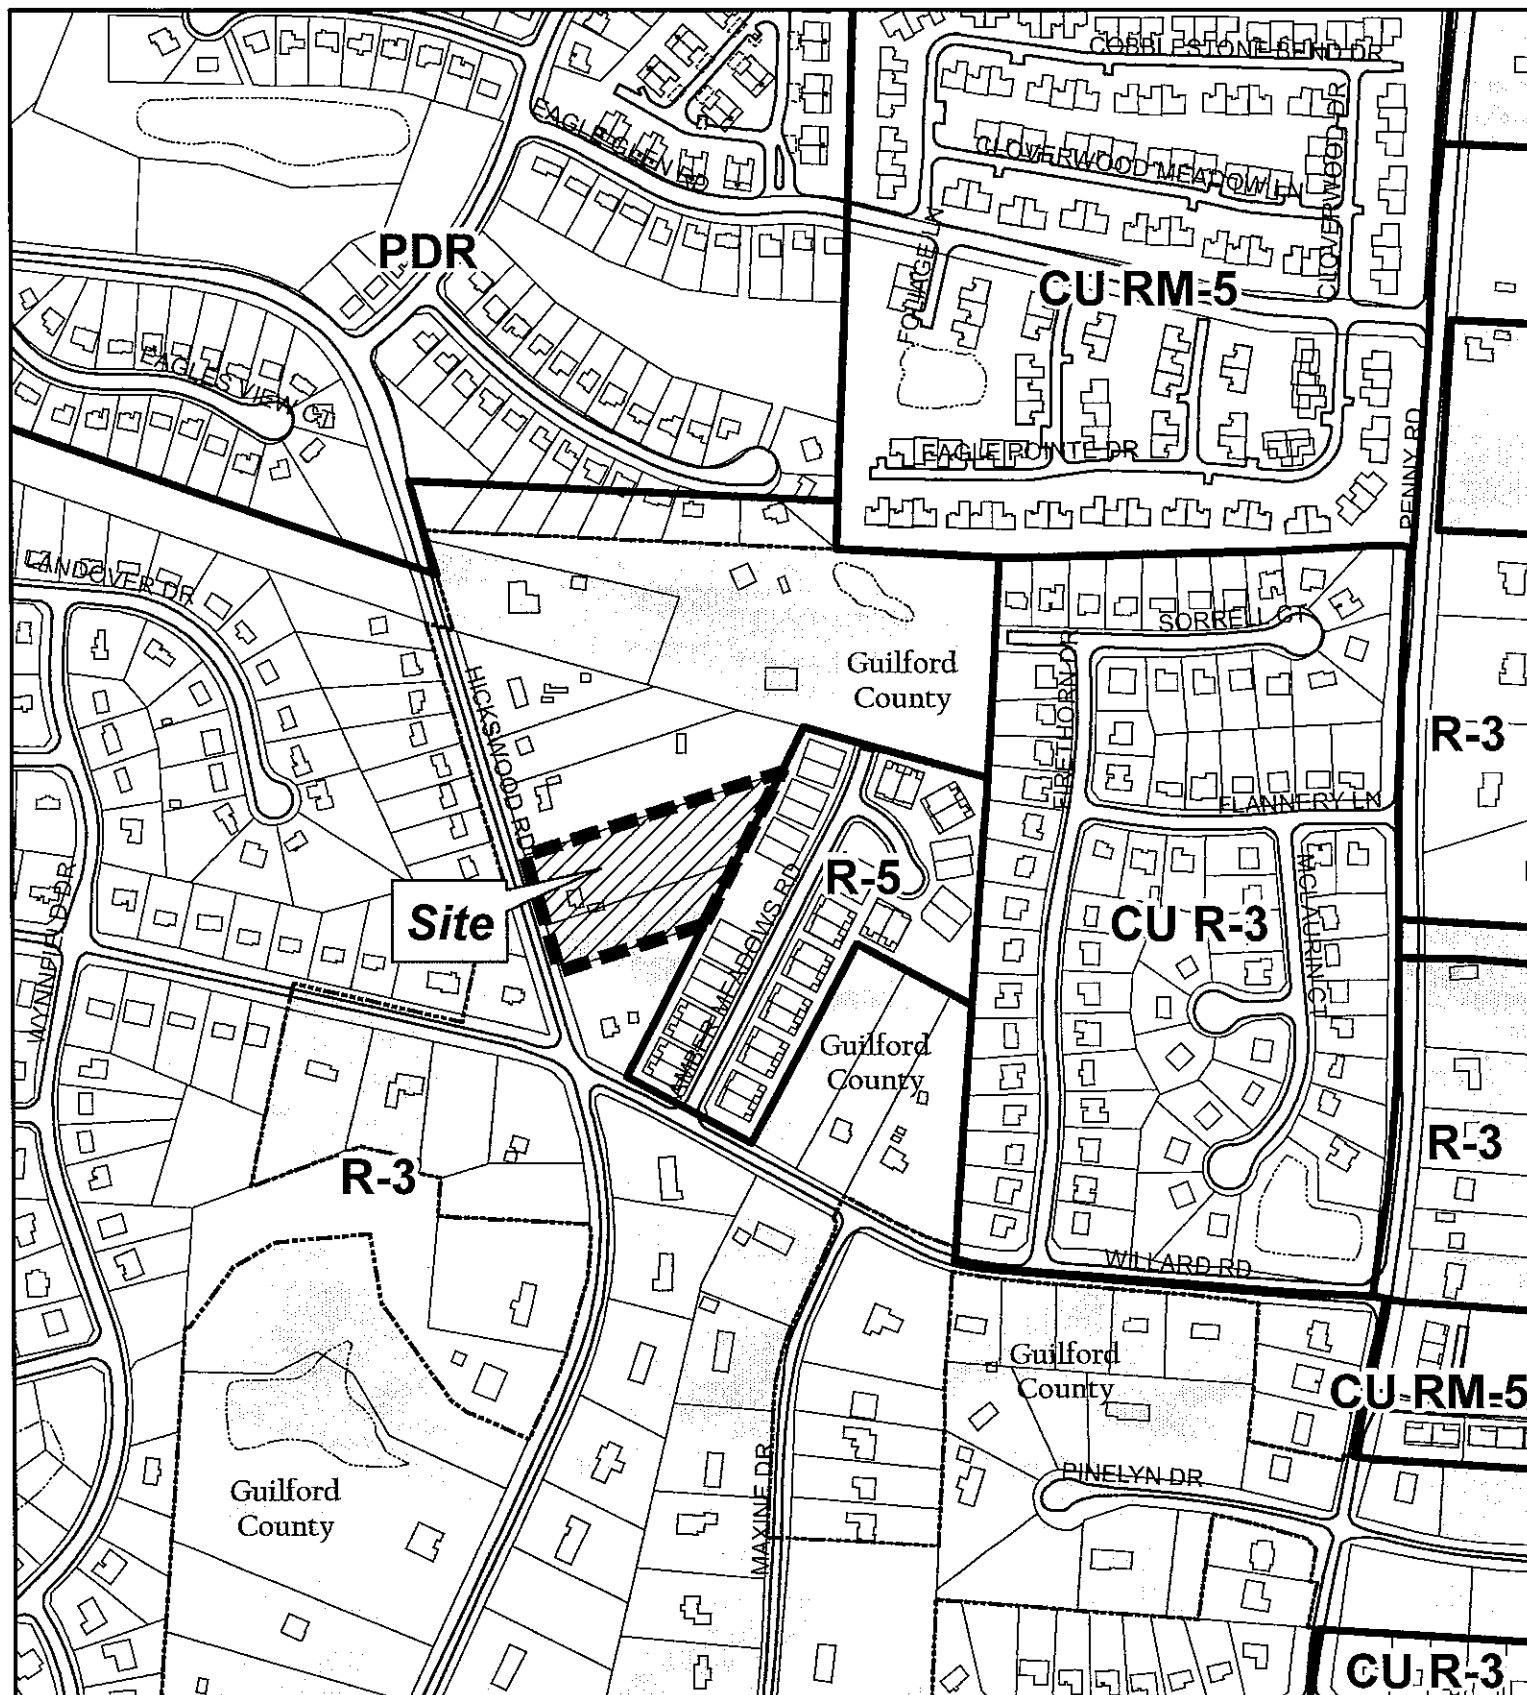 COBBLESTONE BEND DR
EAGLE GLEN RD
CLOVERWOOD MEADOW LN
CLOVERWOOD DR
PDR
FOLIAGE LN
CU RM-5
EAGLES VIEW CT
EAGLE POINTE DR
PENNY RD
LANDOVER DR
SORRELL CT
HICKSWOOD RD
Guilford
County
FIRETHORN DR
R-3
FLANNERY LN
WYNNFIELD DR
Site
AMBER MEADOWS RD
R-5
CU R-3
MCLAURIN CT
Guilford
County
R-3
R-3
WILLARD RD
Guilford
County
CU RM-5
Guilford
County
MAXINE DR
PINELYN DR
CU R-3